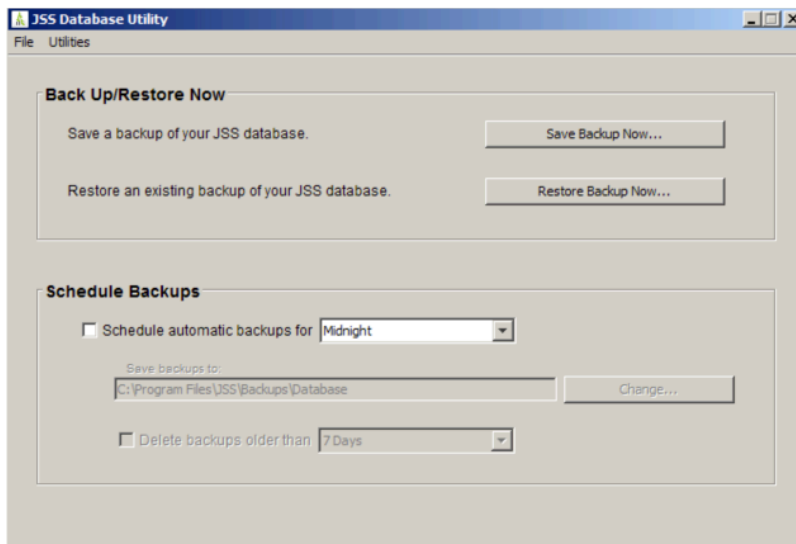 JSS Database Utility
File Utilities
Back Up/Restore Now
Save a backup of your JSS database. Save Backup Now...
Restore an existing backup of your JSS database. Restore Backup Now...
Schedule Backups
Schedule automatic backups for Midnight
Save backups to:
C:\Program Files\JSS\Backups\Database Change...
Delete backups older than 7 Days